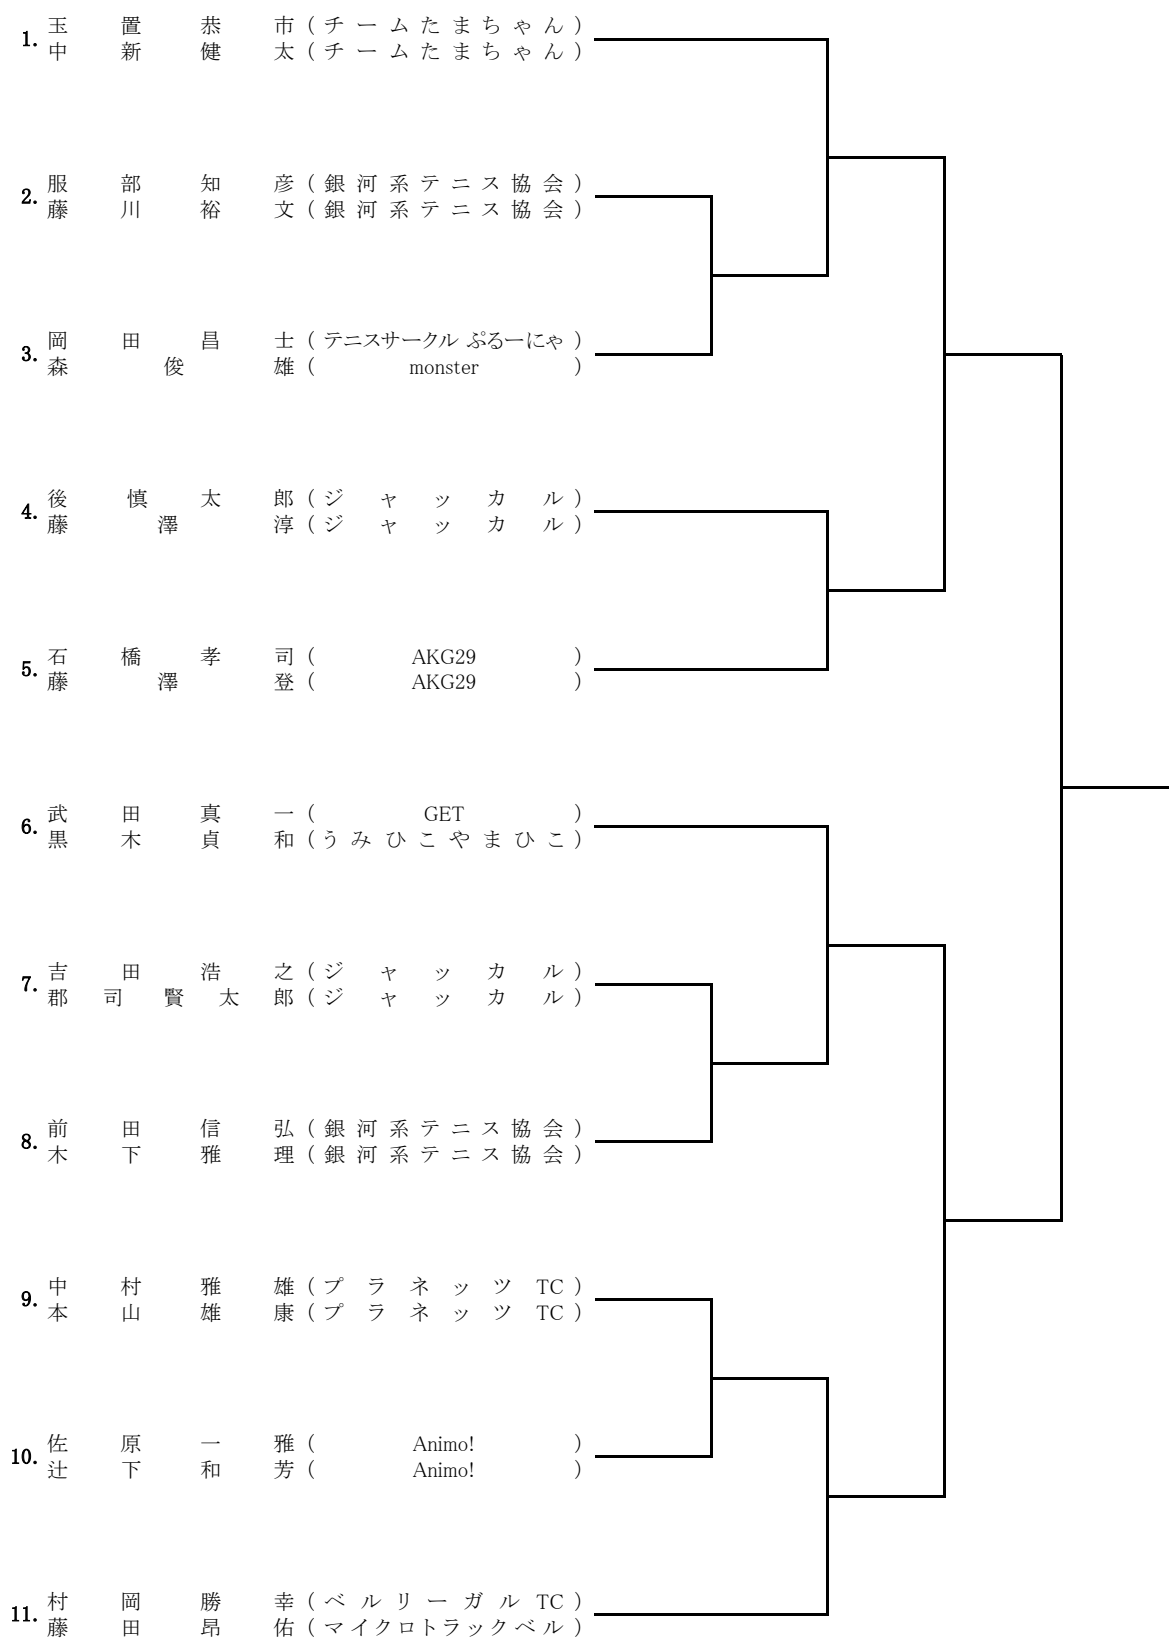 1. 玉置恭市(チームたまちゃん)
中新健太(チームたまちゃん)
2. 服部知彦(銀河系テニス協会)
藤川裕文(銀河系テニス協会)
3. 岡田昌士(テニスサークル ぷるーにゃ)
森俊雄(monster)
4. 後慎太郎(ジャッカル)
藤澤淳(ジャッカル)
5. 石橋孝司(AKG29)
藤澤登(AKG29)
6. 武田真一(GET)
黒木貞和(うみひこやまひこ)
7. 吉田浩之(ジャッカル)
郡司賢太郎(ジャッカル)
8. 前田信弘(銀河系テニス協会)
木下雅理(銀河系テニス協会)
9. 中村雅雄(プラネッツTC)
本山雄康(プラネッツTC)
10. 佐原一雅(Animo!)
辻下和芳(Animo!)
11. 村岡勝幸(ベルリーガルTC)
藤田昂佑(マイクロトラックベル)